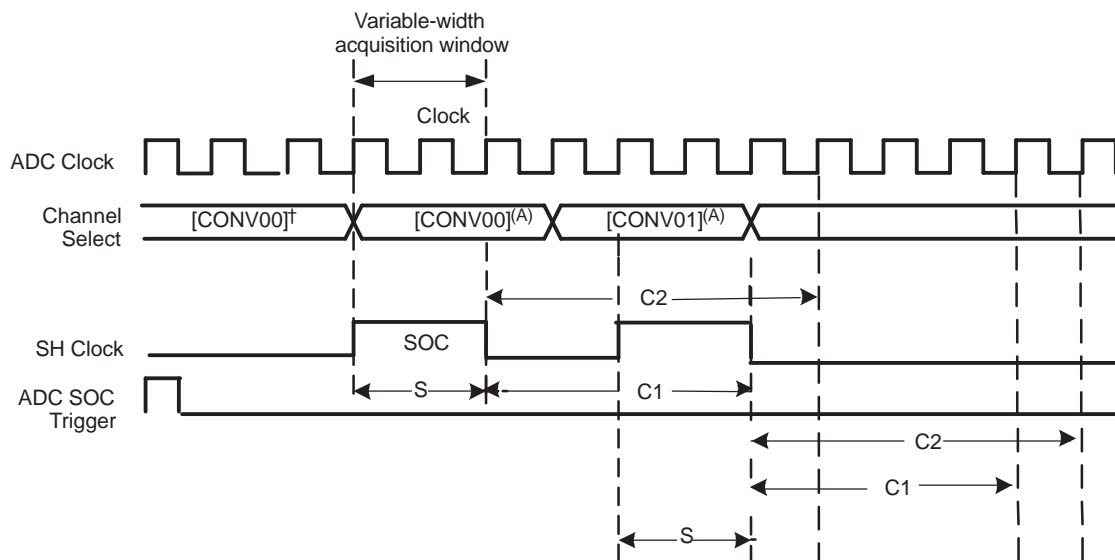 Variable-width
acquisition window
Clock
ADC Clock
Channel
Select
[CONV00]†
[CONV00](A)
[CONV01](A)
C2
SH Clock
SOC
S
C1
ADC SOC
Trigger
C2
C1
S